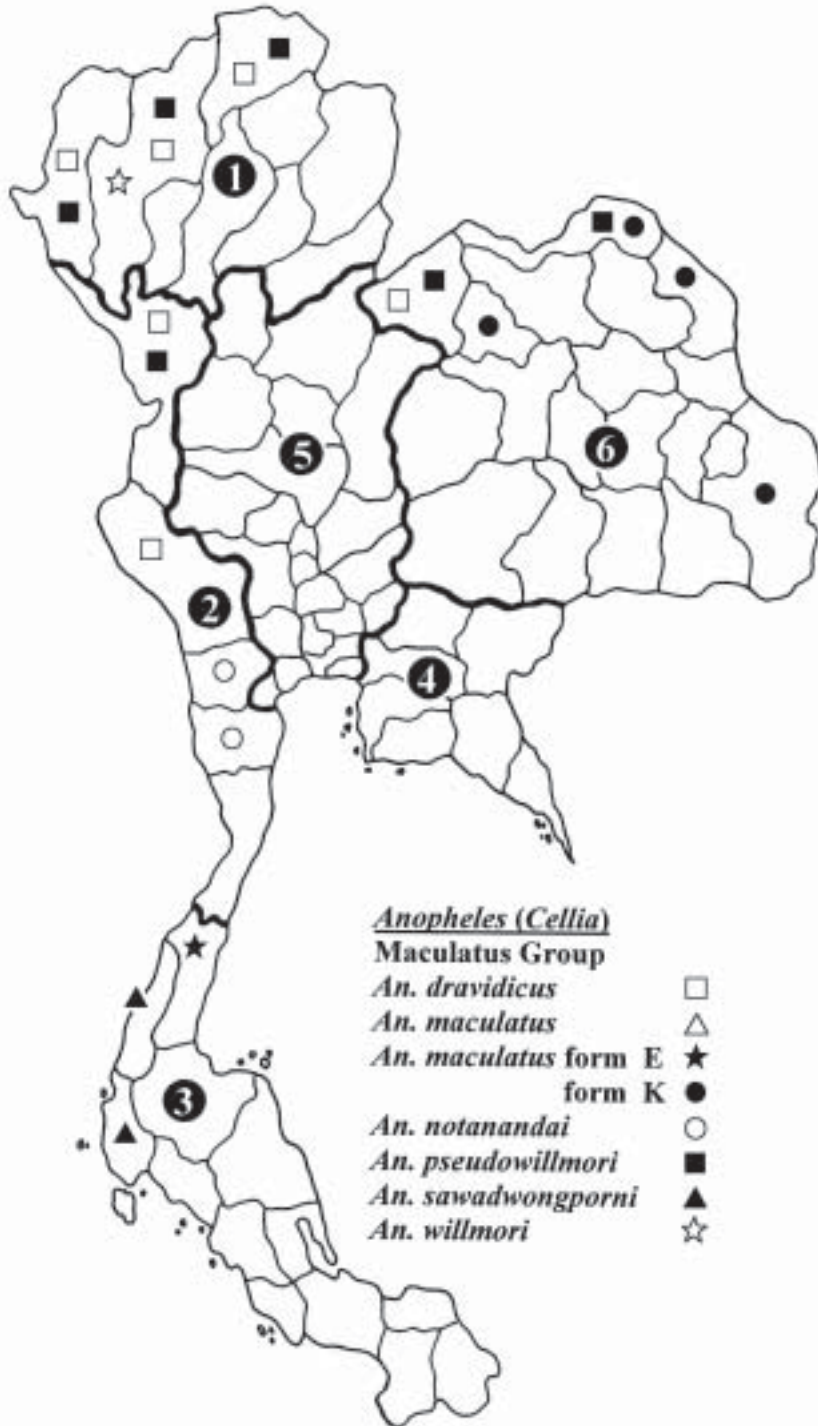 1
5
6
2
4
Anopheles (Cellia)
Maculatus Group
An. dravidicus
An. maculatus
An. maculatus form E
form K
An. notanandai
An. pseudowillmori
An. sawadwongporni
An. willmori
3